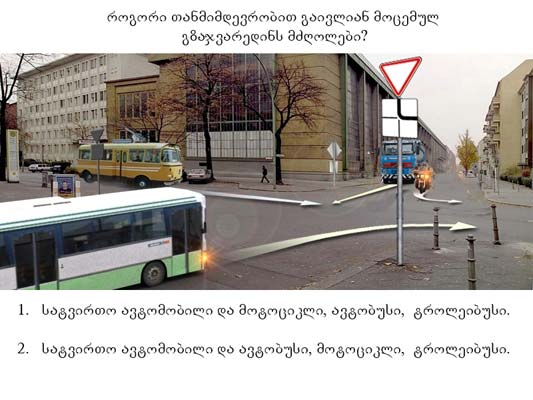 როგორი თანმიმდევრობით გაივლიან მოცემულ
გზაჯვარედინს მძღოლები?
1. სატვირთო ავტომობილი და მოტოციკლი, ავტობუსი, ტროლეიბუსი.
2. სატვირთო ავტომობილი და ავტობუსი, მოტოციკლი, ტროლეიბუსი.